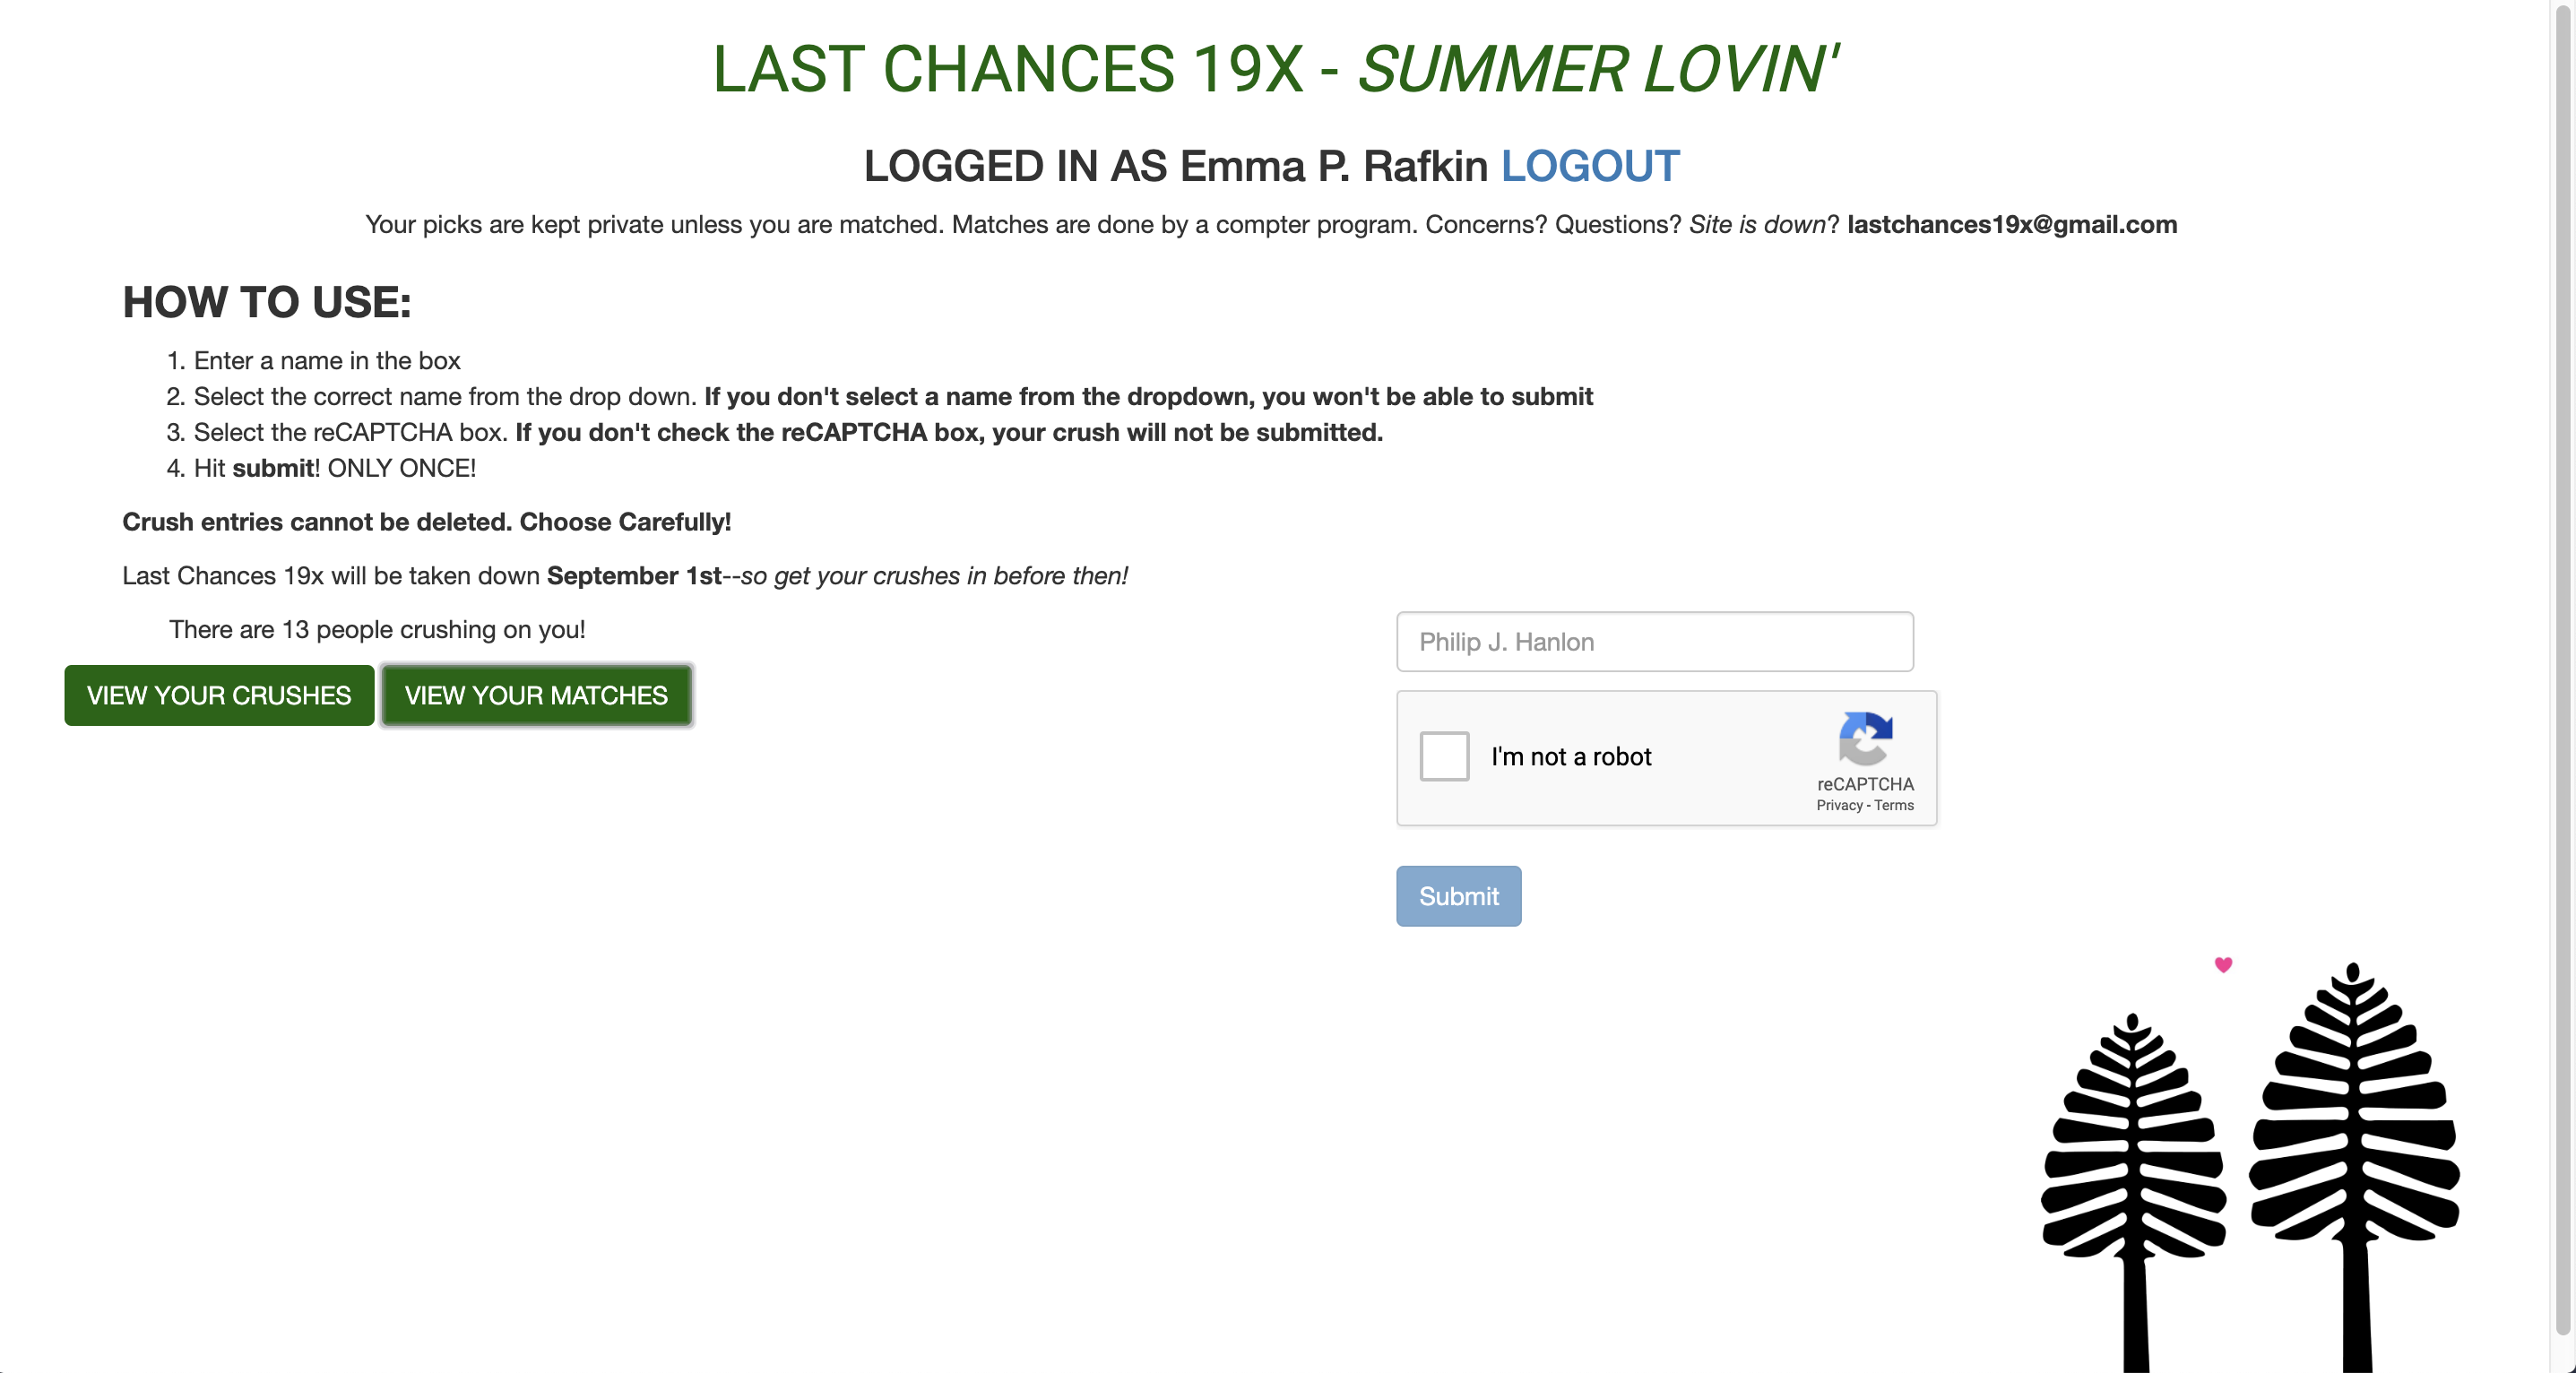 LAST CHANCES 19X - SUMMER LOVIN'
LOGGED IN AS Emma P. Rafkin LOGOUT
Your picks are kept private unless you are matched. Matches are done by a compter program. Concerns? Questions? Site is down? lastchances19x@gmail.com
HOW TO USE:
1. Enter a name in the box
2. Select the correct name from the drop down. If you don't select a name from the dropdown, you won't be able to submit
3. Select the reCAPTCHA box. If you don't check the reCAPTCHA box, your crush will not be submitted.
4. Hit submit! ONLY ONCE!
Crush entries cannot be deleted. Choose Carefully!
Last Chances 19x will be taken down September 1st--so get your crushes in before then!
There are 13 people crushing on you!
VIEW YOUR CRUSHES VIEW YOUR MATCHES
Philip J. Hanlon
I'm not a robot
reCAPTCHA
Privacy - Terms
Submit